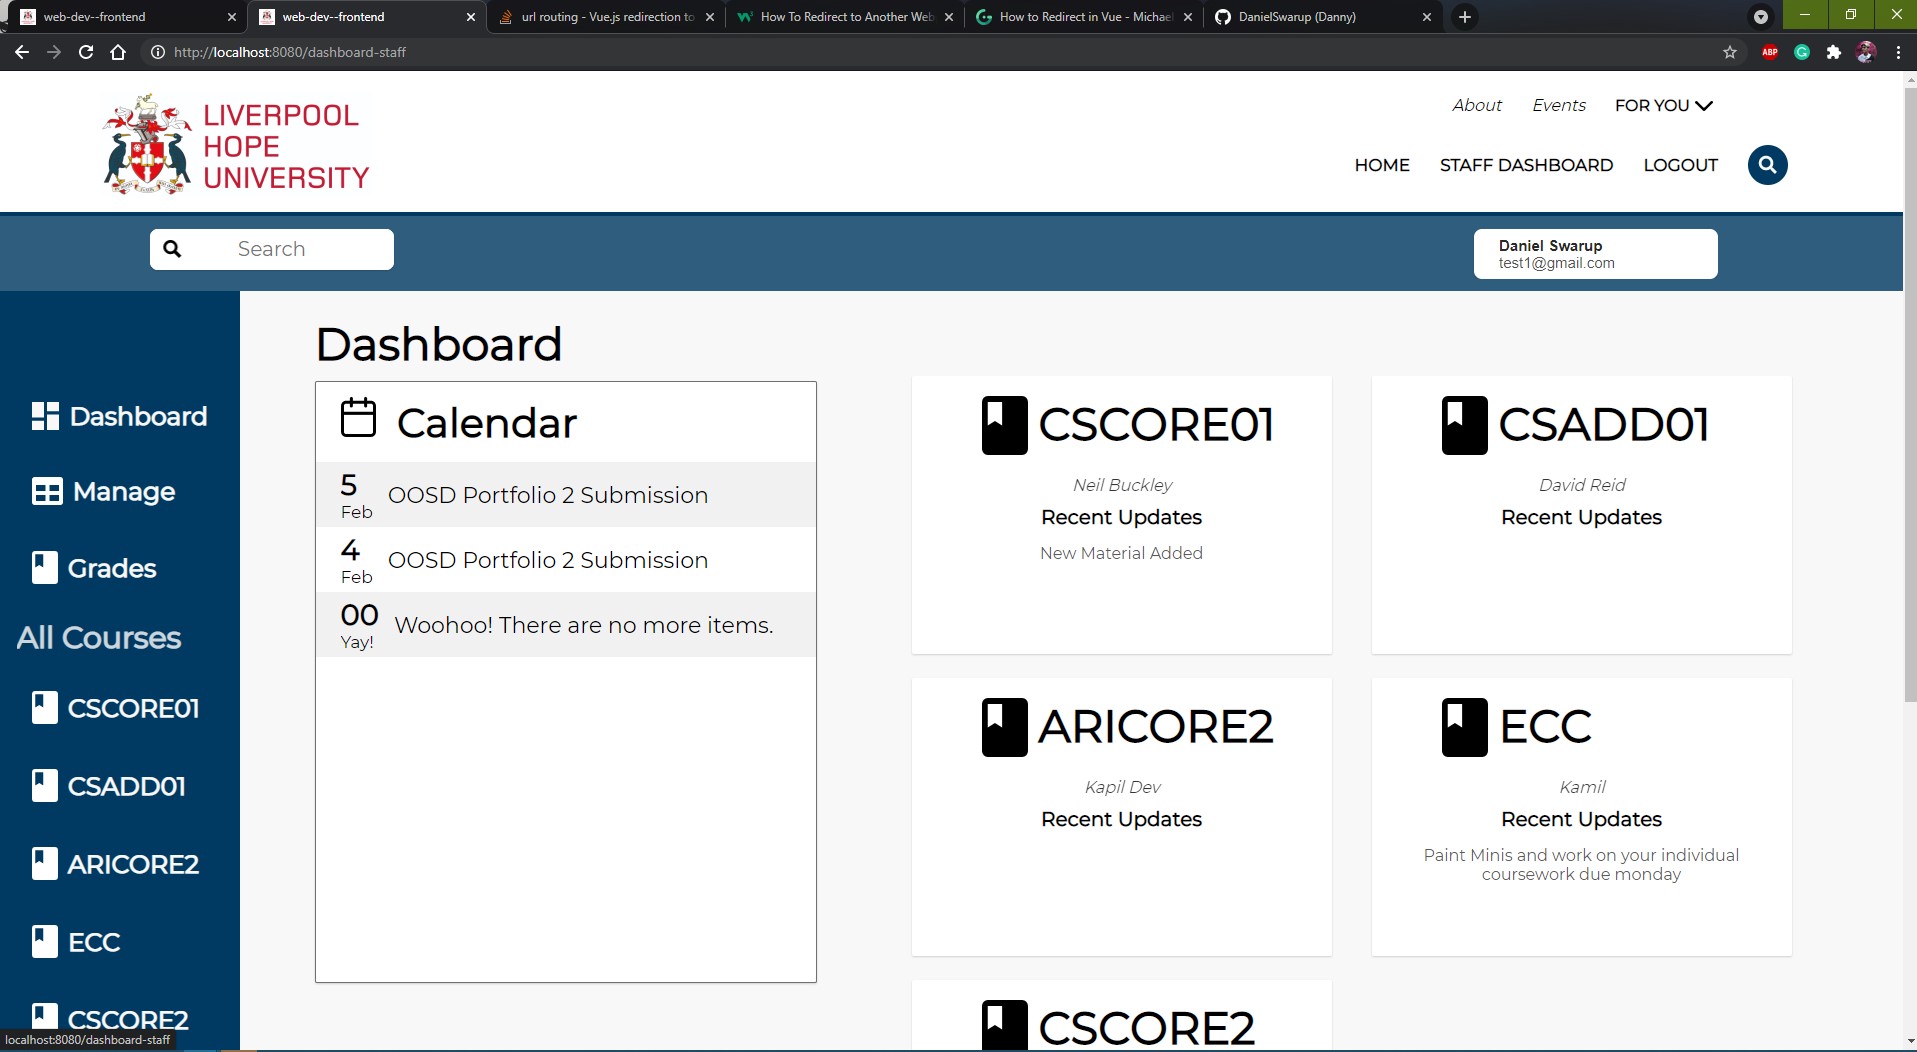 web-dev--frontend
web-dev--frontend
url routing - Vue.js redirection to
How To Redirect to Another Web
How to Redirect in Vue - Michae
DanielSwarup (Danny)
http://localhost:8080/dashboard-staff
ABP
LIVERPOOL
HOPE
UNIVERSITY
About
Events
FOR YOU
HOME
STAFF DASHBOARD
LOGOUT
Search
Daniel Swarup
test1@gmail.com
Dashboard
Manage
Grades
All Courses
CSCORE01
CSADD01
ARICORE2
ECC
CSCORE2
Dashboard
Calendar
5
Feb
OOSD Portfolio 2 Submission
4
Feb
OOSD Portfolio 2 Submission
00
Yay!
Woohoo! There are no more items.
CSCORE01
Neil Buckley
Recent Updates
New Material Added
CSADD01
David Reid
Recent Updates
ARICORE2
Kapil Dev
Recent Updates
ECC
Kamil
Recent Updates
Paint Minis and work on your individual
coursework due monday
CSCORE2
localhost:8080/dashboard-staff